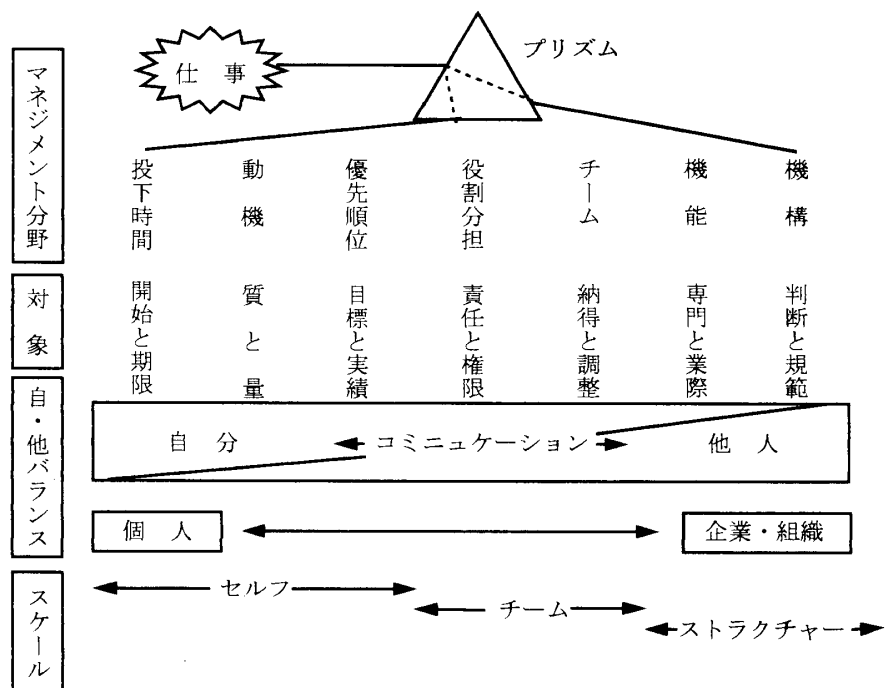 仕事
プリズム
マネジメント分野
投下時間
動機
優先順位
役割分担
チーム
機能
機構
対象
開始と期限
質と量
目標と実績
責任と権限
納得と調整
専門と業際
判断と規範
自・他バランス
自分
コミニュケーション
他人
個人
企業・組織
スケール
セルフ
チーム
ストラクチャー